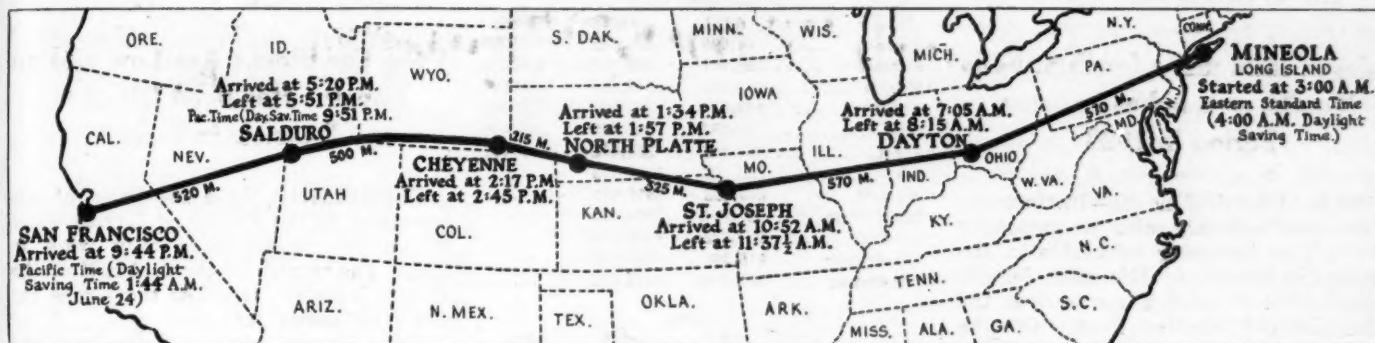 ORE.
ID.
WYO.
S. DAK.
MINN.
WIS.
MICH.
N.Y.
CONN.
PA.
N.J.
MD.
IOWA
CAL.
NEV.
UTAH
COL.
KAN.
MO.
ILL.
IND.
OHIO
W. VA.
VA.
KY.
ARIZ.
N. MEX.
TEX.
OKLA.
ARK.
TENN.
N.C.
S.C.
MISS.
ALA.
GA.
MINEOLA
LONG ISLAND
Started at 3:00 A.M.
Eastern Standard Time
(4:00 A.M. Daylight
Saving Time.)
570 M.
Arrived at 7:05 A.M.
Left at 8:15 A.M.
DAYTON
570 M.
ST. JOSEPH
Arrived at 10:52 A.M.
Left at 11:37½ A.M.
325 M.
Arrived at 1:34 P.M.
Left at 1:57 P.M.
NORTH PLATTE
215 M.
CHEYENNE
Arrived at 2:17 P.M.
Left at 2:45 P.M.
500 M.
Arrived at 5:20 P.M.
Left at 5:51 P.M.
Pac. Time (Day. Sav. Time 9:51 P.M.
SALDURO
520 M.
SAN FRANCISCO
Arrived at 9:44 P.M.
Pacific Time (Daylight
Saving Time 1:44 A.M.
June 24)